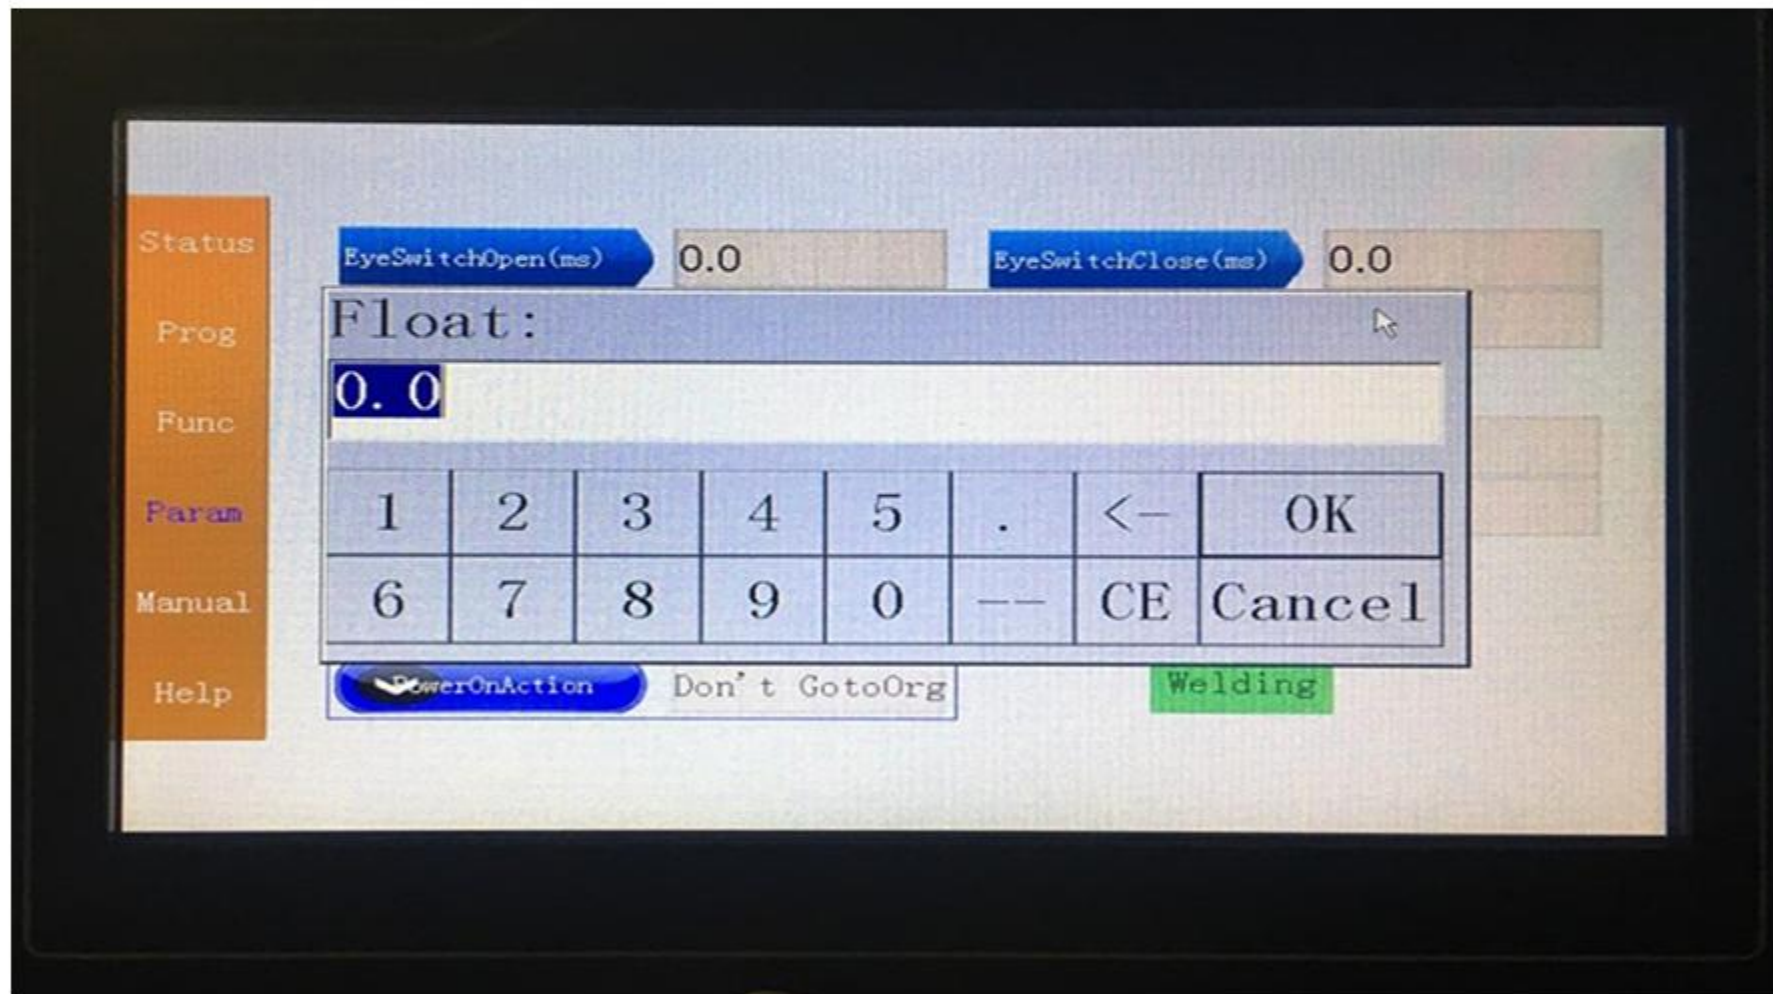 Status
EyeSwitchOpen(ms) 0.0 EyeSwitchClose(ms) 0.0
Prog
Float:
0.0
Func
Param
1 2 3 4 5 . <- OK
Manual
6 7 8 9 0 -- CE Cancel
Help
PowerOnAction Don't GotoOrg Welding